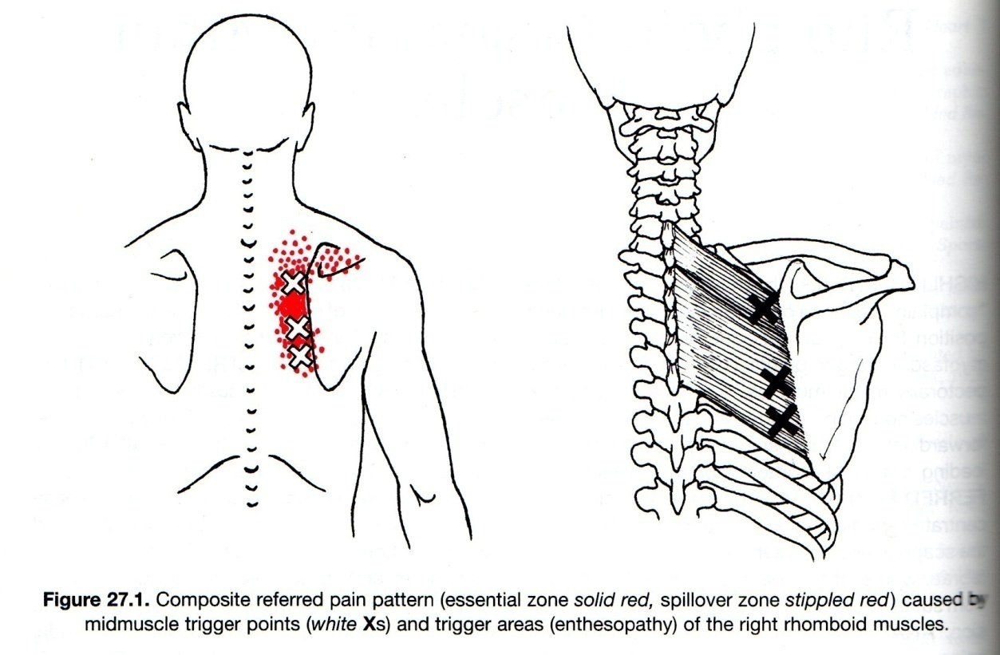 Figure 27.1. Composite referred pain pattern (essential zone solid red, spillover zone stippled red) caused by
midmuscle trigger points (white Xs) and trigger areas (enthesopathy) of the right rhomboid muscles.